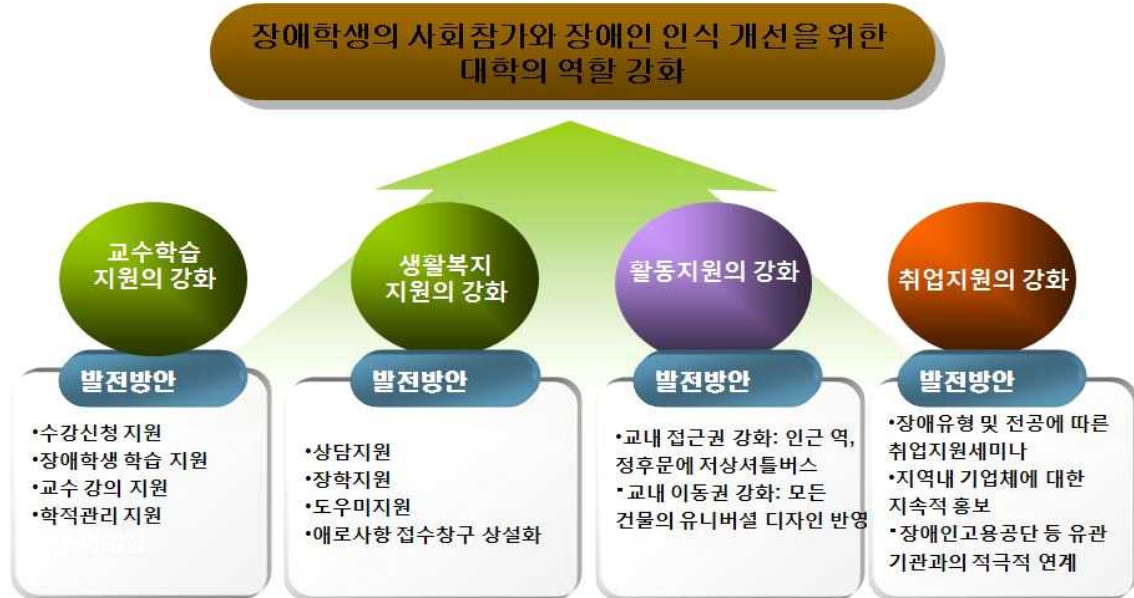 장애학생의 사회참가와 장애인 인식 개선을 위한
대학의 역할 강화
교수학습
지원의 강화
발전방안
•수강신청 지원
•장애학생 학습 지원
•교수 강의 지원
•학적관리 지원
생활복지
지원의 강화
발전방안
•상담지원
•장학지원
•도우미지원
•애로사항 접수창구 상설화
활동지원의 강화
발전방안
•교내 접근권 강화: 인근 역,
정후문에 저상셔틀버스
•교내 이동권 강화: 모든
건물의 유니버설 디자인 반영
취업지원의 강화
발전방안
•장애유형 및 전공에 따른
취업지원세미나
•지역내 기업체에 대한
지속적 홍보
•장애인고용공단 등 유관
기관과의 적극적 연계